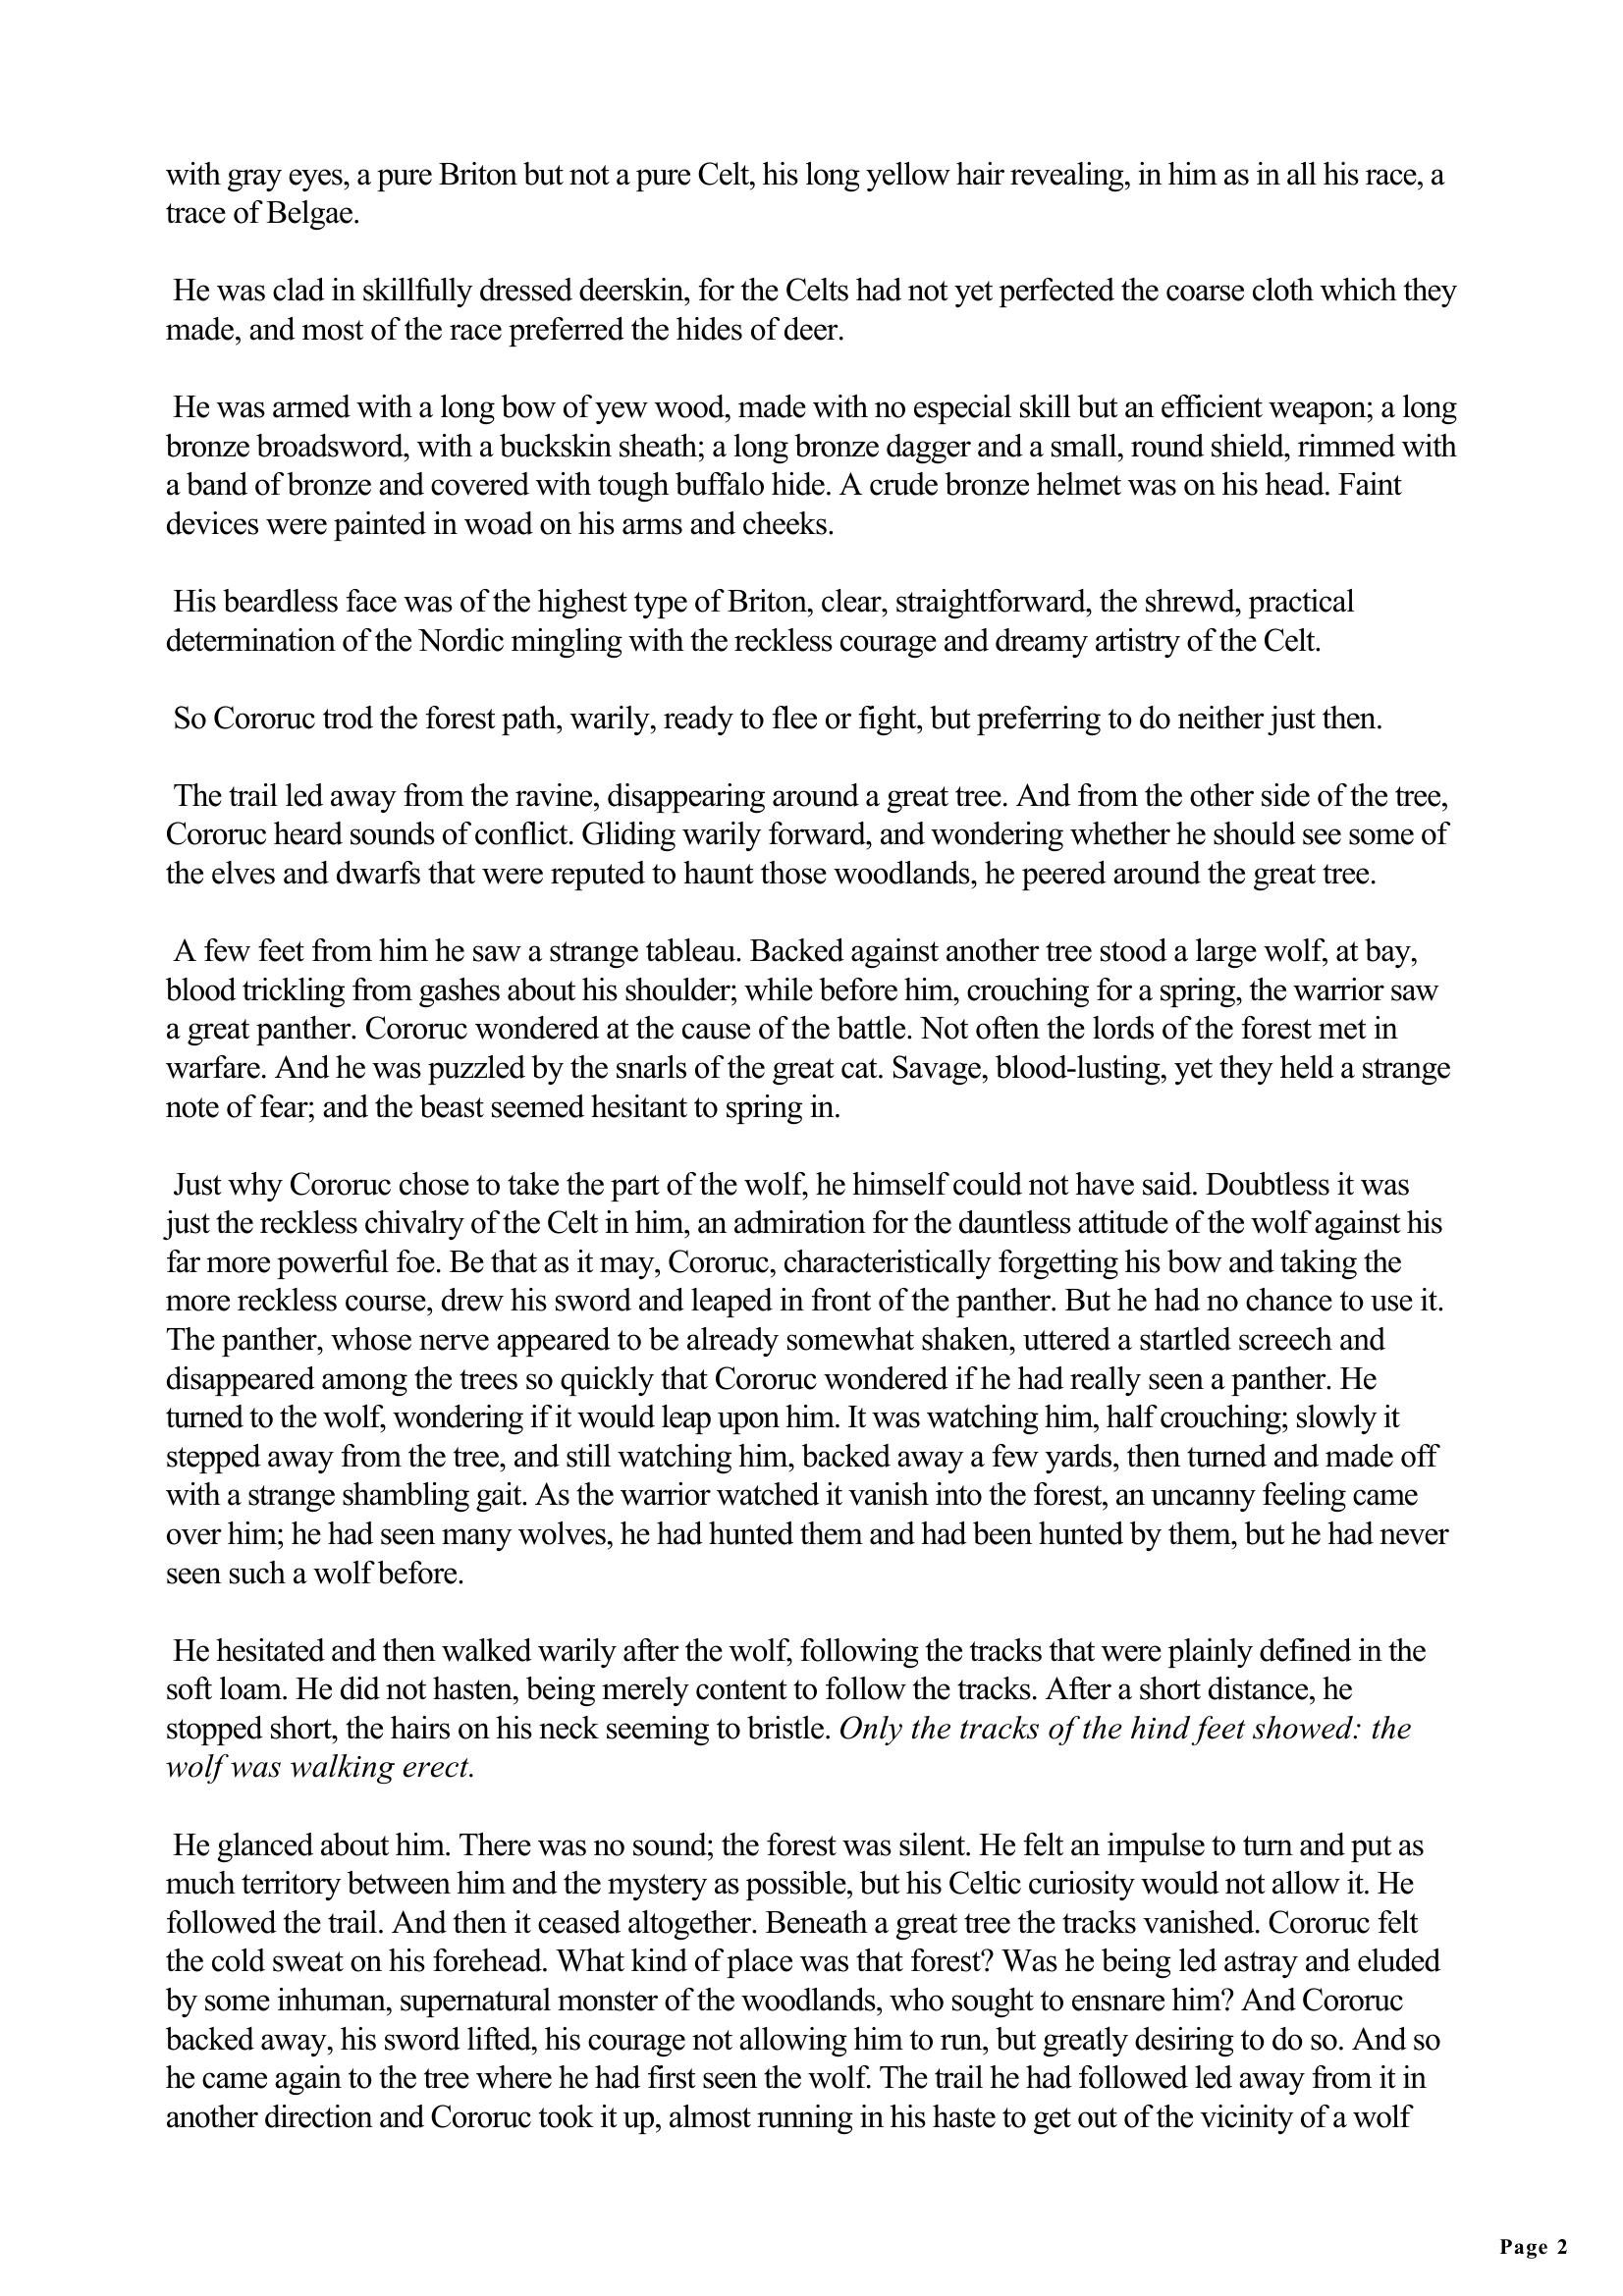 with gray eyes, a pure Briton but not a pure Celt, his long yellow hair revealing, in him as in all his race, a
trace of Belgae.
He was clad in skillfully dressed deerskin, for the Celts had not yet perfected the coarse cloth which they
made, and most of the race preferred the hides of deer.
He was armed with a long bow of yew wood, made with no especial skill but an efficient weapon; a long
bronze broadsword, with a buckskin sheath; a long bronze dagger and a small, round shield, rimmed with
a band of bronze and covered with tough buffalo hide. A crude bronze helmet was on his head. Faint
devices were painted in woad on his arms and cheeks.
His beardless face was of the highest type of Briton, clear, straightforward, the shrewd, practical
determination of the Nordic mingling with the reckless courage and dreamy artistry of the Celt.
So Cororuc trod the forest path, warily, ready to flee or fight, but preferring to do neither just then.
The trail led away from the ravine, disappearing around a great tree. And from the other side of the tree,
Cororuc heard sounds of conflict. Gliding warily forward, and wondering whether he should see some of
the elves and dwarfs that were reputed to haunt those woodlands, he peered around the great tree.
A few feet from him he saw a strange tableau. Backed against another tree stood a large wolf, at bay,
blood trickling from gashes about his shoulder; while before him, crouching for a spring, the warrior saw
a great panther. Cororuc wondered at the cause of the battle. Not often the lords of the forest met in
warfare. And he was puzzled by the snarls of the great cat. Savage, blood-lusting, yet they held a strange
note of fear; and the beast seemed hesitant to spring in.
Just why Cororuc chose to take the part of the wolf, he himself could not have said. Doubtless it was
just the reckless chivalry of the Celt in him, an admiration for the dauntless attitude of the wolf against his
far more powerful foe. Be that as it may, Cororuc, characteristically forgetting his bow and taking the
more reckless course, drew his sword and leaped in front of the panther. But he had no chance to use it.
The panther, whose nerve appeared to be already somewhat shaken, uttered a startled screech and
disappeared among the trees so quickly that Cororuc wondered if he had really seen a panther. He
turned to the wolf, wondering if it would leap upon him. It was watching him, half crouching; slowly it
stepped away from the tree, and still watching him, backed away a few yards, then turned and made off
with a strange shambling gait. As the warrior watched it vanish into the forest, an uncanny feeling came
over him; he had seen many wolves, he had hunted them and had been hunted by them, but he had never
seen such a wolf before.
He hesitated and then walked warily after the wolf, following the tracks that were plainly defined in the
soft loam. He did not hasten, being merely content to follow the tracks. After a short distance, he
stopped short, the hairs on his neck seeming to bristle. Only the tracks of the hind feet showed: the
wolf was walking erect.
He glanced about him. There was no sound; the forest was silent. He felt an impulse to turn and put as
much territory between him and the mystery as possible, but his Celtic curiosity would not allow it. He
followed the trail. And then it ceased altogether. Beneath a great tree the tracks vanished. Cororuc felt
the cold sweat on his forehead. What kind of place was that forest? Was he being led astray and eluded
by some inhuman, supernatural monster of the woodlands, who sought to ensnare him? And Cororuc
backed away, his sword lifted, his courage not allowing him to run, but greatly desiring to do so. And so
he came again to the tree where he had first seen the wolf. The trail he had followed led away from it in
another direction and Cororuc took it up, almost running in his haste to get out of the vicinity of a wolf
Page 2